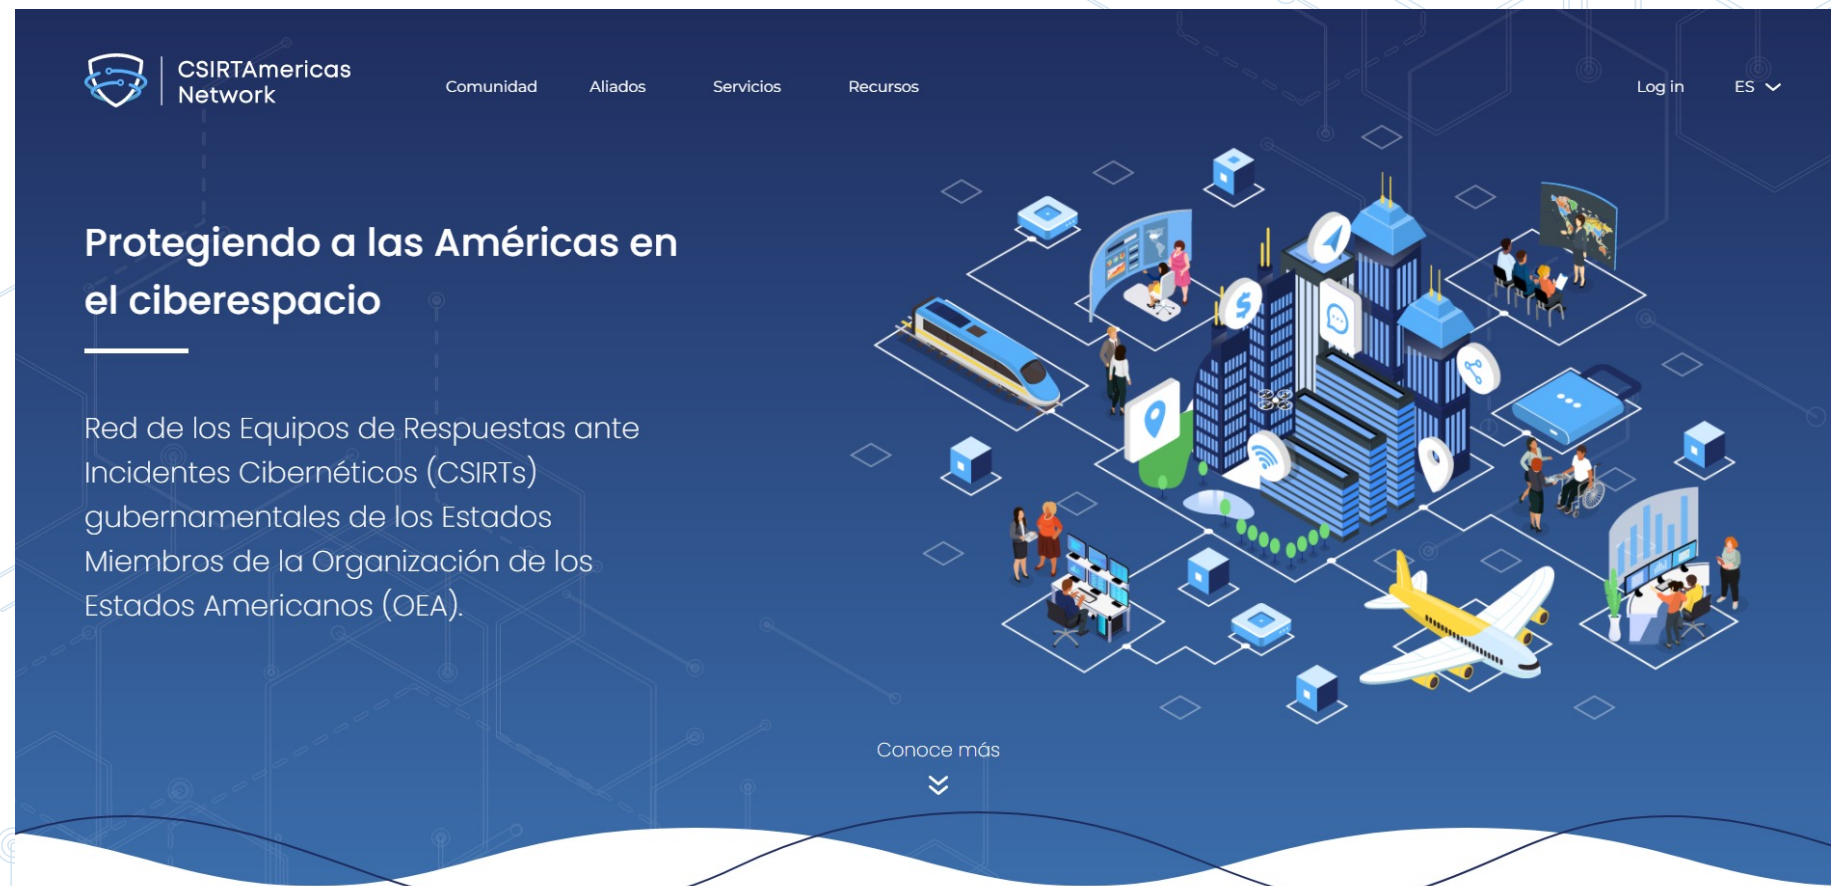 CSIRTAmericas
Network
Comunidad
Aliados
Servicios
Recursos
Log in
ES
Protegiendo a las Américas en
el ciberespacio
Red de los Equipos de Respuestas ante
Incidentes Cibernéticos (CSIRTs)
gubernamentales de los Estados
Miembros de la Organización de los
Estados Americanos (OEA).
$
Conoce más